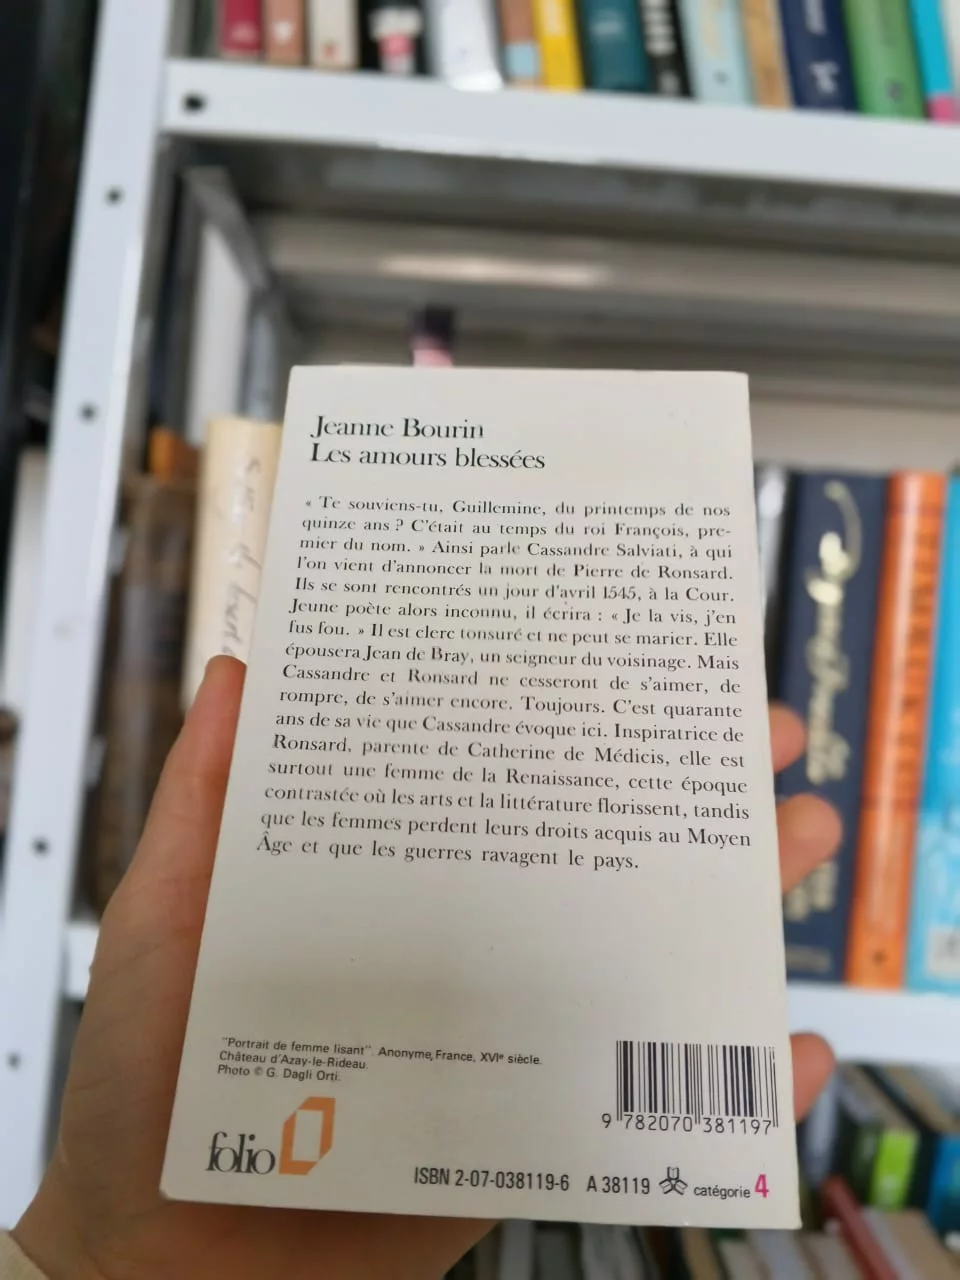 Jeanne Bourin
Les amours blessées
« Te souviens-tu, Guillemine, du printemps de nos
quinze ans ? C'était au temps du roi François, pre-
mier du nom. » Ainsi parle Cassandre Salviati, à qui
l'on vient d'annoncer la mort de Pierre de Ronsard.
Ils se sont rencontrés un jour d'avril 1545, à la Cour.
Jeune poète alors inconnu, il écrira : « Je la vis, j'en
fus fou. » Il est clerc tonsuré et ne peut se marier. Elle
épousera Jean de Bray, un seigneur du voisinage. Mais
Cassandre et Ronsard ne cesseront de s'aimer, de
rompre, de s'aimer encore. Toujours. C'est quarante
ans de sa vie que Cassandre évoque ici. Inspiratrice de
Ronsard, parente de Catherine de Médicis, elle est
surtout une femme de la Renaissance, cette époque
contrastée où les arts et la littérature florissent, tandis
que les femmes perdent leurs droits acquis au Moyen
Âge et que les guerres ravagent le pays.
"Portrait de femme lisant". Anonyme, France, XVIe siècle.
Château d'Azay-le-Rideau.
Photo © G. Dagli Orti.
folio
9 782070 381197
ISBN 2-07-038119-6 A 38119 catégorie 4